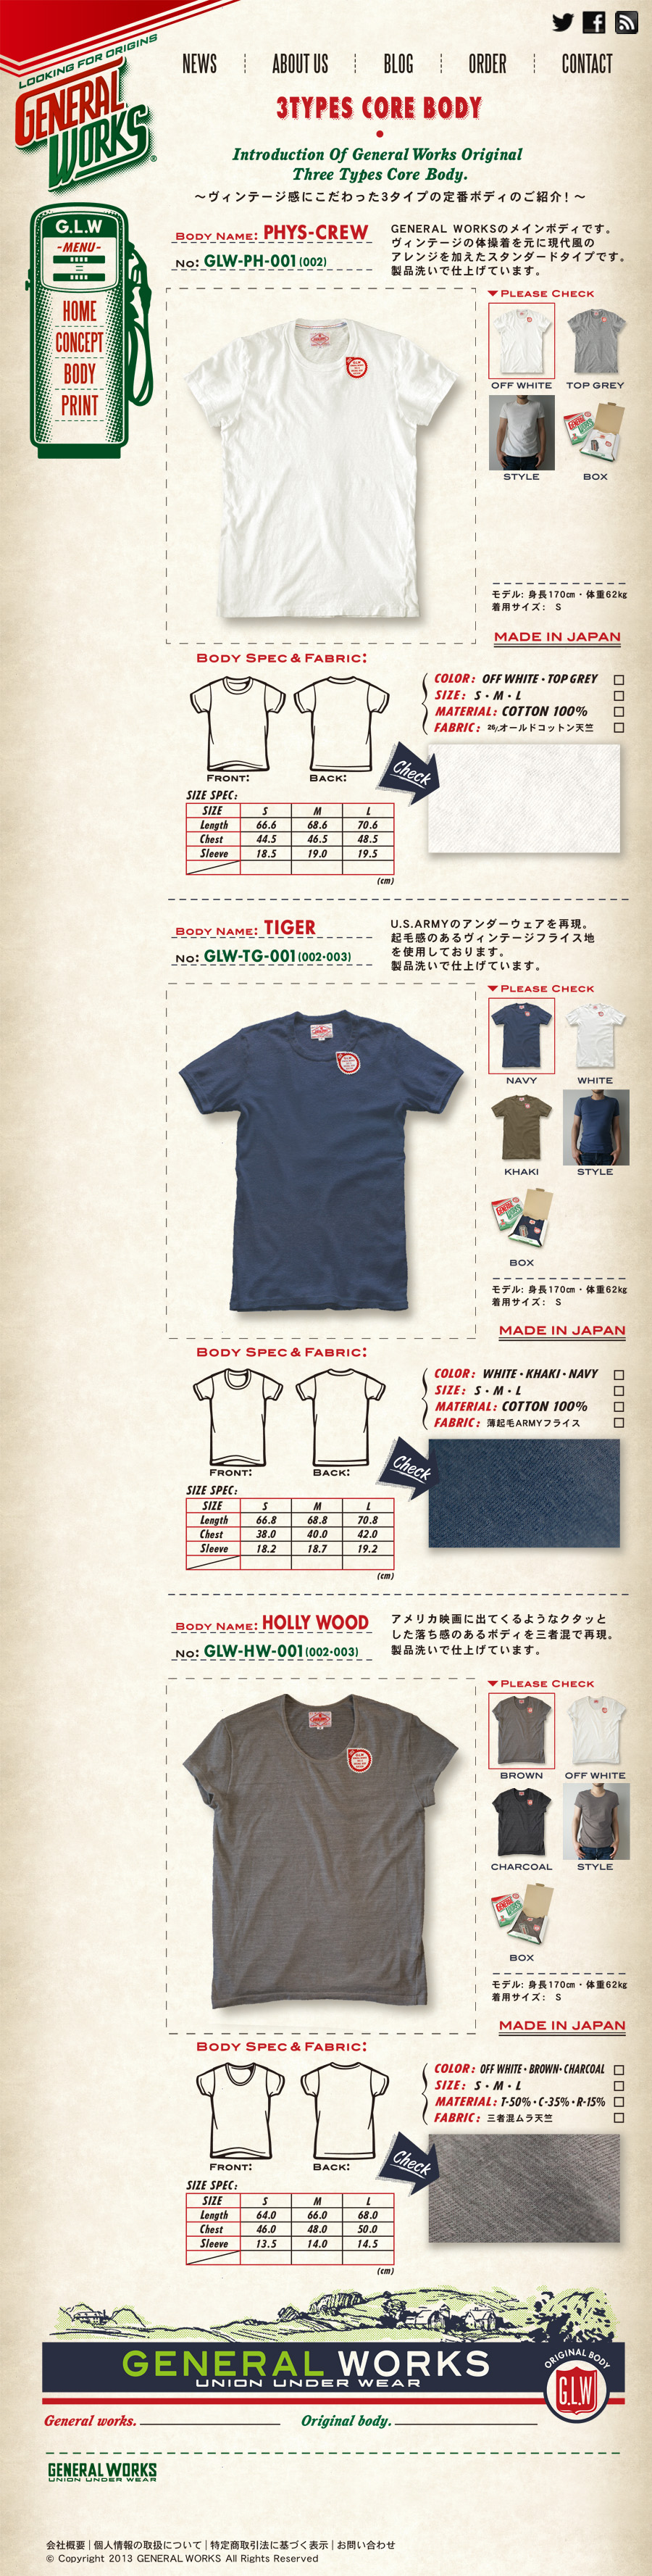 NEWS
ABOUT US
BLOG
ORDER
CONTACT
LOOKING FOR ORIGINS
GENERAL
WORKS®
3TYPES CORE BODY
Introduction Of General Works Original
Three Types Core Body.
〜ヴィンテージ感にこだわった3タイプの定番ボディのご紹介！〜
G.L.W
-MENU-
HOME
CONCEPT
BODY
PRINT
BODY NAME: PHYS-CREW
No: GLW-PH-001 (002)
GENERAL WORKSのメインボディです。
ヴィンテージの体操着を元に現代風の
アレンジを加えたスタンダードタイプです。
製品洗いで仕上げています。
▼PLEASE CHECK
OFF WHITE
TOP GREY
STYLE
BOX
モデル: 身長170㎝・体重62kg
着用サイズ: S
MADE IN JAPAN
BODY SPEC & FABRIC:
FRONT:
BACK:
COLOR: OFF WHITE・TOP GREY
SIZE: S・M・L
MATERIAL: COTTON 100%
FABRIC: 26/オールドコットン天竺
Check
SIZE SPEC:
SIZE S M L
Length 66.6 68.6 70.6
Chest 44.5 46.5 48.5
Sleeve 18.5 19.0 19.5
(cm)
BODY NAME: TIGER
No: GLW-TG-001 (002・003)
U.S.ARMYのアンダーウェアを再現。
起毛感のあるヴィンテージフライス地
を使用しております。
製品洗いで仕上げています。
▼PLEASE CHECK
NAVY
WHITE
KHAKI
STYLE
BOX
モデル: 身長170㎝・体重62kg
着用サイズ: S
MADE IN JAPAN
BODY SPEC & FABRIC:
FRONT:
BACK:
COLOR: WHITE・KHAKI・NAVY
SIZE: S・M・L
MATERIAL: COTTON 100%
FABRIC: 薄起毛ARMYフライス
Check
SIZE SPEC:
SIZE S M L
Length 66.8 68.8 70.8
Chest 38.0 40.0 42.0
Sleeve 18.2 18.7 19.2
(cm)
BODY NAME: HOLLY WOOD
No: GLW-HW-001 (002・003)
アメリカ映画に出てくるようなクタッと
した落ち感のあるボディを三者混で再現。
製品洗いで仕上げています。
▼PLEASE CHECK
BROWN
OFF WHITE
CHARCOAL
STYLE
BOX
モデル: 身長170㎝・体重62kg
着用サイズ: S
MADE IN JAPAN
BODY SPEC & FABRIC:
FRONT:
BACK:
COLOR: OFF WHITE・BROWN・CHARCOAL
SIZE: S・M・L
MATERIAL: T-50%・C-35%・R-15%
FABRIC: 三者混ムラ天竺
Check
SIZE SPEC:
SIZE S M L
Length 64.0 66.0 68.0
Chest 46.0 48.0 50.0
Sleeve 13.5 14.0 14.5
(cm)
GENERAL WORKS
UNION UNDER WEAR
ORIGINAL BODY
G.L.W
General works.
Original body.
GENERAL WORKS
UNION UNDER WEAR
会社概要 | 個人情報の取扱について | 特定商取引法に基づく表示 | お問い合わせ
© Copyright 2013 GENERAL WORKS All Rights Reserved